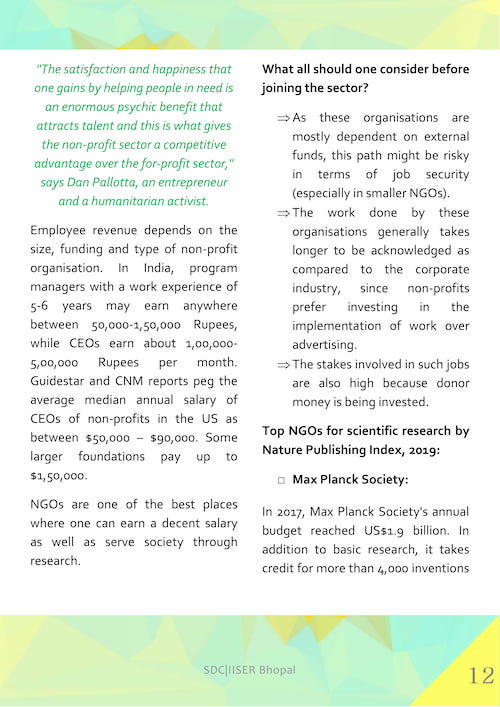 "The satisfaction and happiness that
one gains by helping people in need is
an enormous psychic benefit that
attracts talent and this is what gives
the non-profit sector a competitive
advantage over the for-profit sector,"
says Dan Pallotta, an entrepreneur
and a humanitarian activist.
Employee revenue depends on the
size, funding and type of non-profit
organisation. In India, program
managers with a work experience of
5-6 years may earn anywhere
between 50,000-1,50,000 Rupees,
while CEOs earn about 1,00,000-
5,00,000 Rupees per month.
Guidestar and CNM reports peg the
average median annual salary of
CEOs of non-profits in the US as
between $50,000 – $90,000. Some
larger foundations pay up to
$1,50,000.
NGOs are one of the best places
where one can earn a decent salary
as well as serve society through
research.
What all should one consider before
joining the sector?
⇒ As these organisations are
mostly dependent on external
funds, this path might be risky
in terms of job security
(especially in smaller NGOs).
⇒ The work done by these
organisations generally takes
longer to be acknowledged as
compared to the corporate
industry, since non-profits
prefer investing in the
implementation of work over
advertising.
⇒ The stakes involved in such jobs
are also high because donor
money is being invested.
Top NGOs for scientific research by
Nature Publishing Index, 2019:
□ Max Planck Society:
In 2017, Max Planck Society's annual
budget reached US$1.9 billion. In
addition to basic research, it takes
credit for more than 4,000 inventions
SDC|IISER Bhopal
12